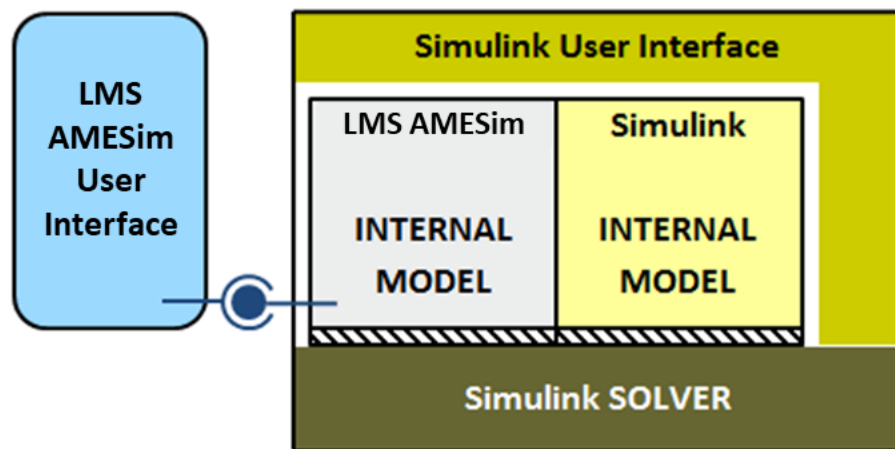 LMS
AMESim
User
Interface
Simulink User Interface
LMS AMESim
INTERNAL
MODEL
Simulink
INTERNAL
MODEL
Simulink SOLVER